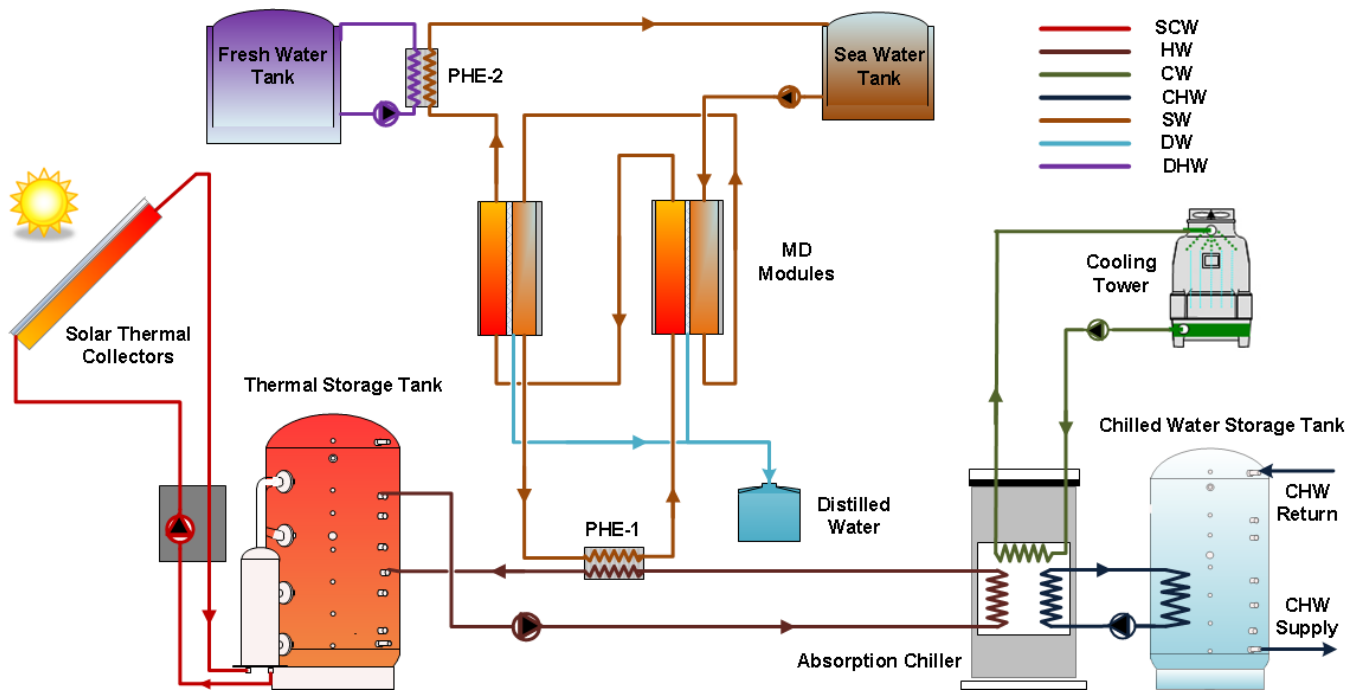 Fresh Water
Tank
PHE-2
Sea Water
Tank
SCW
HW
CW
CHW
SW
DW
DHW
MD
Modules
Cooling
Tower
Solar Thermal
Collectors
Thermal Storage Tank
Chilled Water Storage Tank
CHW
Return
Distilled
Water
PHE-1
CHW
Supply
Absorption Chiller